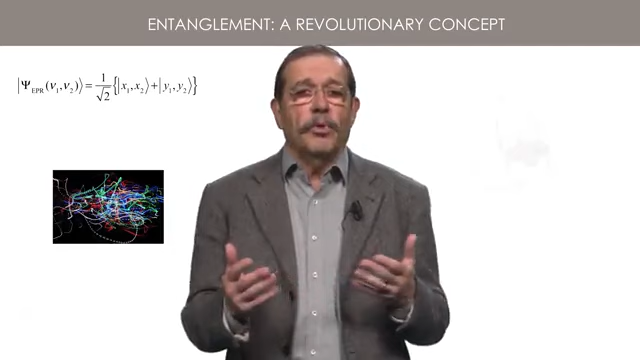 ENTANGLEMENT: A REVOLUTIONARY CONCEPT
|Ψ_EPR(ν₁,ν₂)⟩ = 1/√2 {|x₁,x₂⟩ + |y₁,y₂⟩}